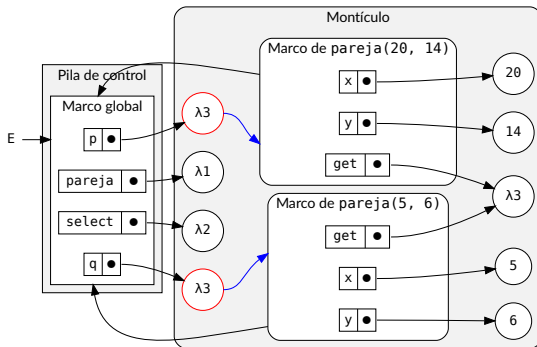 Montículo
Marco de pareja(20, 14)
x
y
get
20
14
Pila de control
Marco global
p
pareja
select
q
E
λ3
λ1
λ2
λ3
λ3
Marco de pareja(5, 6)
get
x
y
5
6